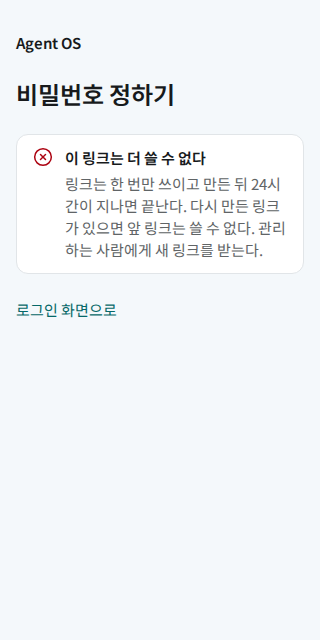 Agent OS
비밀번호 정하기
이 링크는 더 쓸 수 없다
링크는 한 번만 쓰이고 만든 뒤 24시
간이 지나면 끝난다. 다시 만든 링크
가 있으면 앞 링크는 쓸 수 없다. 관리
하는 사람에게 새 링크를 받는다.
로그인 화면으로